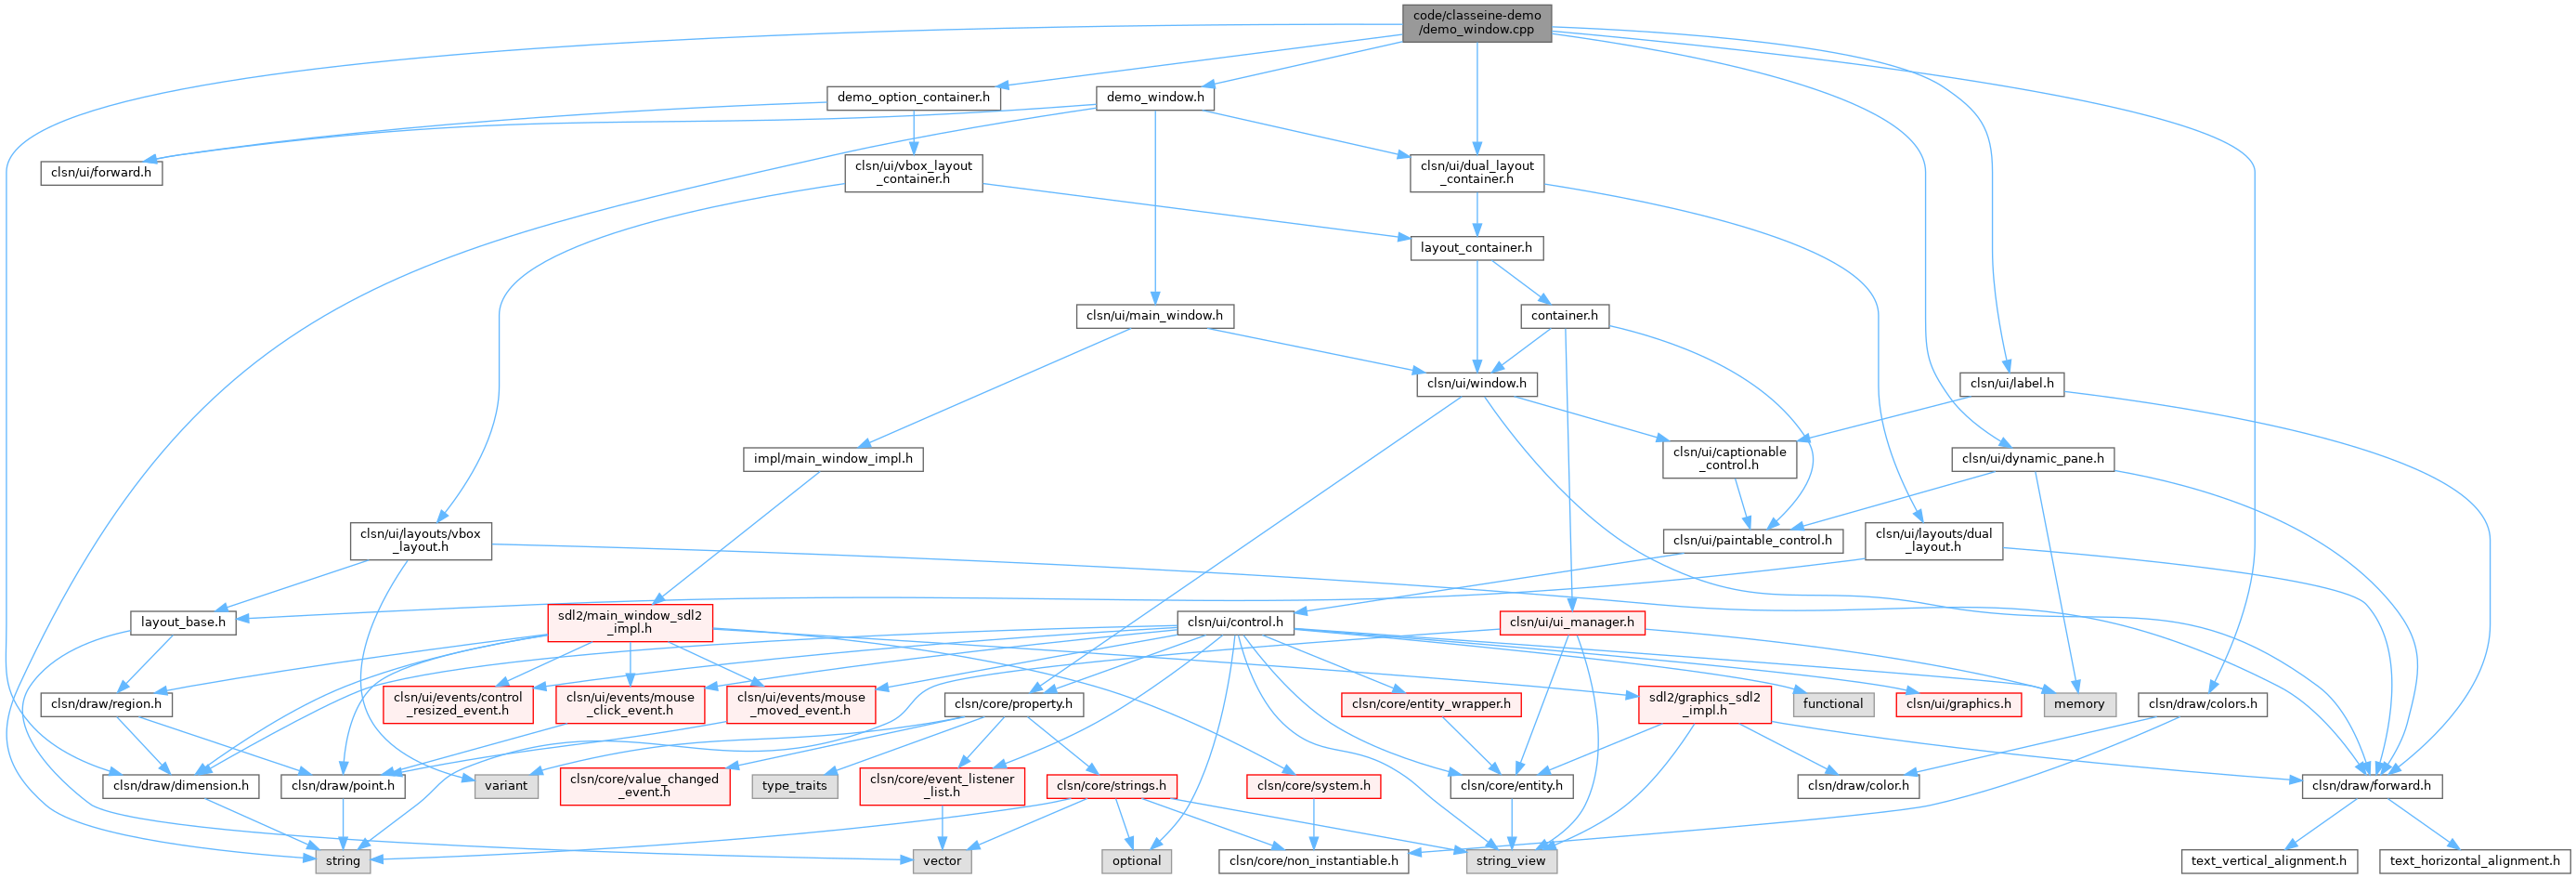 code/classeine-demo
/demo_window.cpp
demo_option_container.h
demo_window.h
clsn/ui/forward.h
clsn/ui/vbox_layout
_container.h
clsn/ui/dual_layout
_container.h
layout_container.h
clsn/ui/main_window.h
container.h
clsn/ui/window.h
clsn/ui/label.h
impl/main_window_impl.h
clsn/ui/captionable
_control.h
clsn/ui/dynamic_pane.h
clsn/ui/layouts/vbox
_layout.h
clsn/ui/paintable_control.h
clsn/ui/layouts/dual
_layout.h
layout_base.h
sdl2/main_window_sdl2
_impl.h
clsn/ui/control.h
clsn/ui/ui_manager.h
clsn/draw/region.h
clsn/ui/events/control
_resized_event.h
clsn/ui/events/mouse
_click_event.h
clsn/ui/events/mouse
_moved_event.h
clsn/core/property.h
clsn/core/entity_wrapper.h
sdl2/graphics_sdl2
_impl.h
functional
clsn/ui/graphics.h
memory
clsn/draw/colors.h
clsn/draw/dimension.h
clsn/draw/point.h
variant
clsn/core/value_changed
_event.h
type_traits
clsn/core/event_listener
_list.h
clsn/core/strings.h
clsn/core/system.h
clsn/core/entity.h
clsn/draw/color.h
clsn/draw/forward.h
string
vector
optional
clsn/core/non_instantiable.h
string_view
text_vertical_alignment.h
text_horizontal_alignment.h